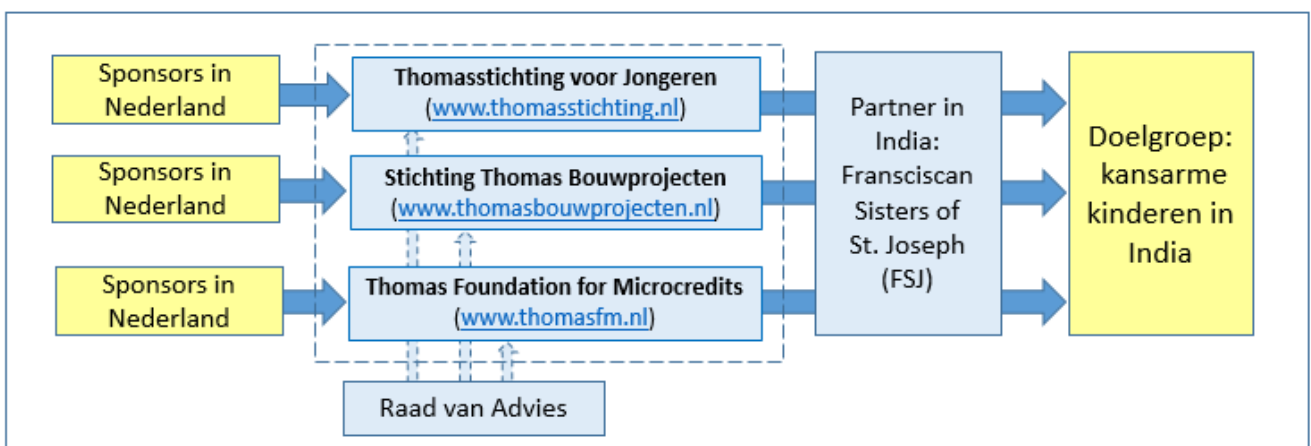 Sponsors in
Nederland
Thomasstichting voor Jongeren
(www.thomasstichting.nl)
Sponsors in
Nederland
Stichting Thomas Bouwprojecten
(www.thomasbouwprojecten.nl)
Sponsors in
Nederland
Thomas Foundation for Microcredits
(www.thomasfm.nl)
Raad van Advies
Partner in
India:
Fransciscan
Sisters of
St. Joseph
(FSJ)
Doelgroep:
kansarme
kinderen in
India